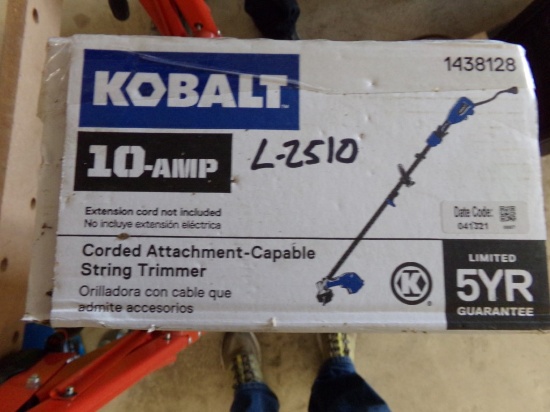 KOBALT
1438128
10-AMP
L-2510
Extension cord not included
No incluye extensión eléctrica
Date Code:
041321
Corded Attachment-Capable
String Trimmer
Orilladora con cable que
admite accesorios
K
LIMITED
5YR
GUARANTEE